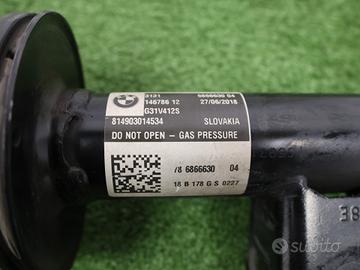 3131 6866630 04
146786 12 27/06/2018
G31V412S
814903014534 SLOVAKIA
DO NOT OPEN - GAS PRESSURE
78 6866630 04
18 B 178 G S 0227
subito